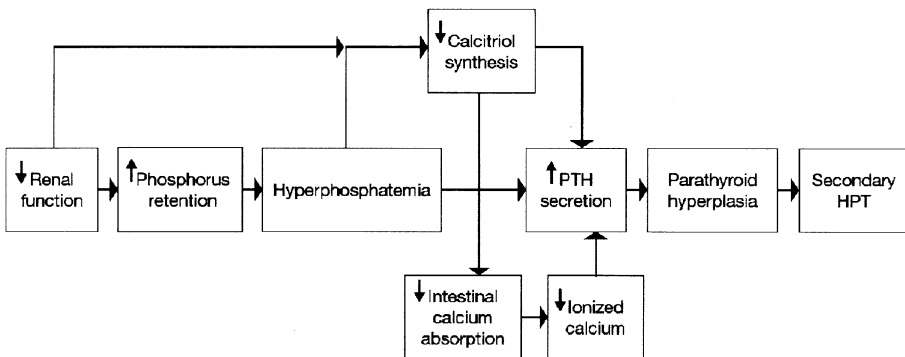 ↓ Calcitriol
synthesis
↓ Renal
function
↑ Phosphorus
retention
Hyperphosphatemia
↑ PTH
secretion
Parathyroid
hyperplasia
Secondary
HPT
↓ Intestinal
calcium
absorption
↓ Ionized
calcium